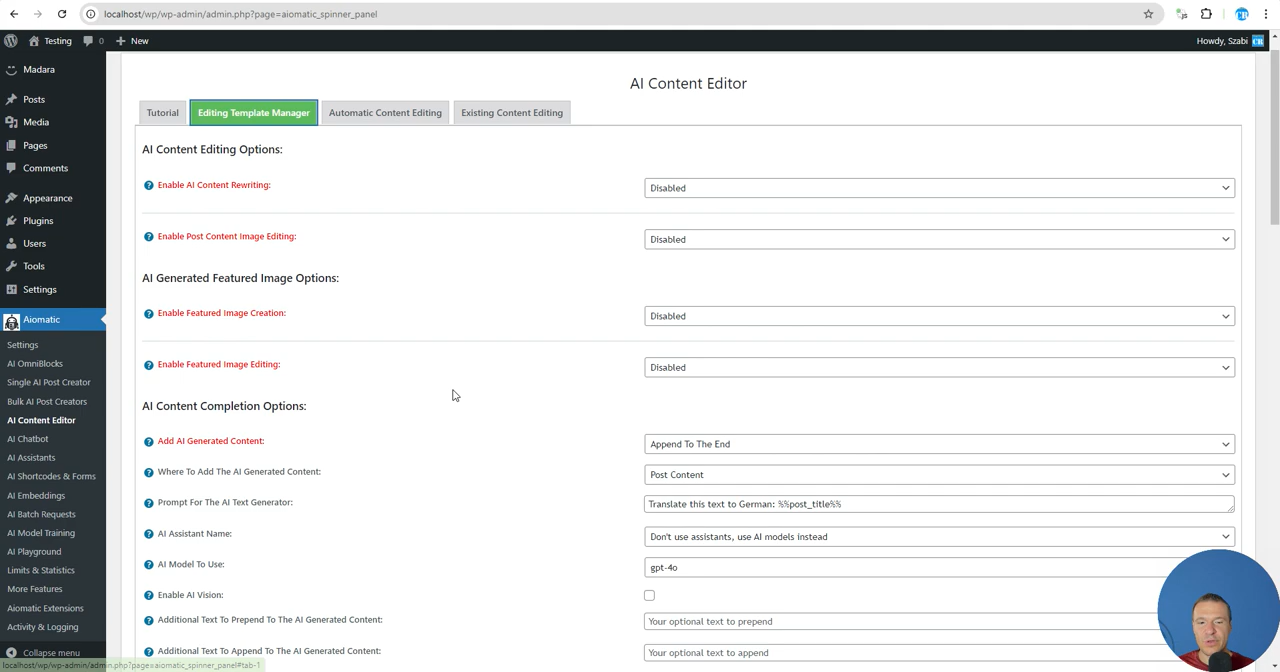 localhost/wp/wp-admin/admin.php?page=aiomatic_spinner_panel
Testing
0
New
Howdy, Szabi
CR
Madara
Posts
Media
Pages
Comments
Appearance
Plugins
Users
Tools
Settings
Aiomatic
Settings
AI OmniBlocks
Single AI Post Creator
Bulk AI Post Creators
AI Content Editor
AI Chatbot
AI Assistants
AI Shortcodes & Forms
AI Embeddings
AI Batch Requests
AI Model Training
AI Playground
Limits & Statistics
More Features
Aiomatic Extensions
Activity & Logging
Collapse menu
AI Content Editor
Tutorial
Editing Template Manager
Automatic Content Editing
Existing Content Editing
AI Content Editing Options:
Enable AI Content Rewriting:
Disabled
Enable Post Content Image Editing:
Disabled
AI Generated Featured Image Options:
Enable Featured Image Creation:
Disabled
Enable Featured Image Editing:
Disabled
AI Content Completion Options:
Add AI Generated Content:
Append To The End
Where To Add The AI Generated Content:
Post Content
Prompt For The AI Text Generator:
Translate this text to German: %%post_title%%
AI Assistant Name:
Don't use assistants, use AI models instead
AI Model To Use:
gpt-4o
Enable AI Vision:
Additional Text To Prepend To The AI Generated Content:
Your optional text to prepend
Additional Text To Append To The AI Generated Content:
Your optional text to append
localhost/wp/wp-admin/admin.php?page=aiomatic_spinner_panel#tab-1